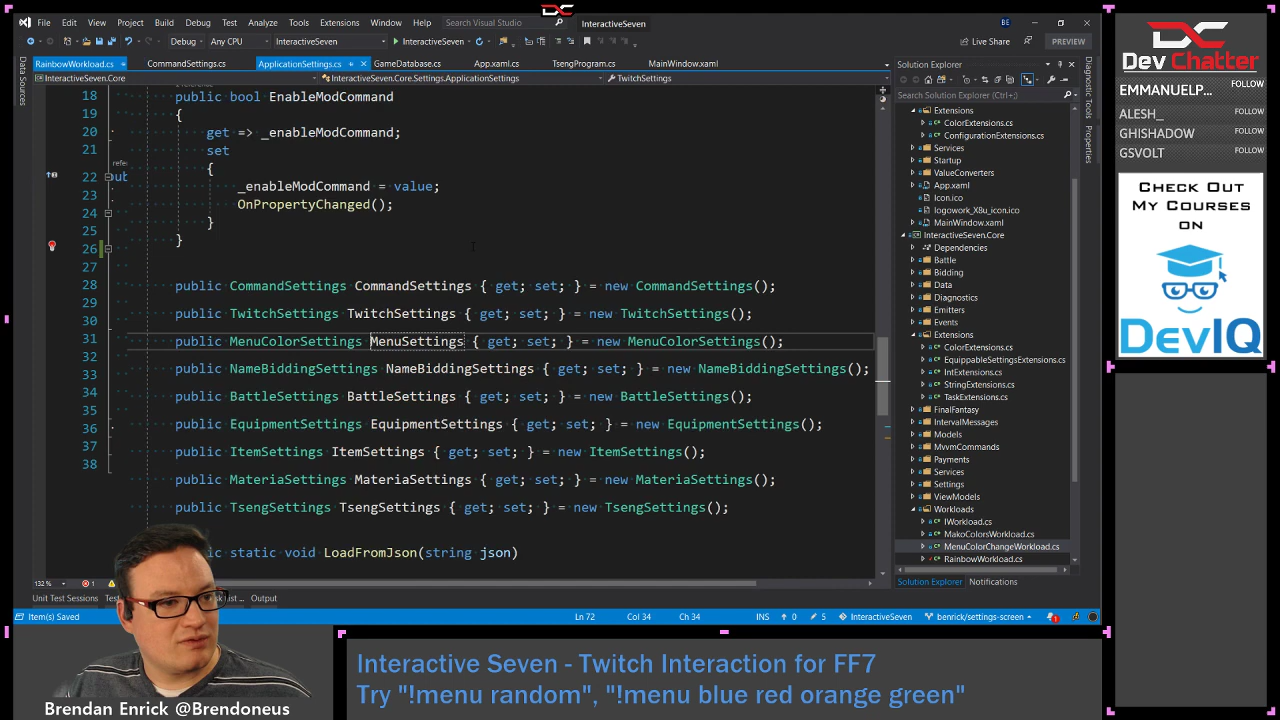 File Edit View Project Build Debug Test Analyze Tools Extensions Window Help Search Visual Studio InteractiveSeven BE
Debug Any CPU InteractiveSeven InteractiveSeven Live Share PREVIEW
RainbowWorkload.cs CommandSettings.cs ApplicationSettings.cs GameDatabase.cs App.xaml.cs TsengProgram.cs MainWindow.xaml
InteractiveSeven.Core InteractiveSeven.Core.Settings.ApplicationSettings TwitchSettings
Data Sources
18 public bool EnableModCommand
19 {
20 get => _enableModCommand;
21 set
22 {
23 _enableModCommand = value;
24 OnPropertyChanged();
25 }
26 }
27
28 public CommandSettings CommandSettings { get; set; } = new CommandSettings();
29 public TwitchSettings TwitchSettings { get; set; } = new TwitchSettings();
30
31 public MenuColorSettings MenuSettings { get; set; } = new MenuColorSettings();
32 public NameBiddingSettings NameBiddingSettings { get; set; } = new NameBiddingSettings();
33
34 public BattleSettings BattleSettings { get; set; } = new BattleSettings();
35
36 public EquipmentSettings EquipmentSettings { get; set; } = new EquipmentSettings();
37 public ItemSettings ItemSettings { get; set; } = new ItemSettings();
38
public MateriaSettings MateriaSettings { get; set; } = new MateriaSettings();
public TsengSettings TsengSettings { get; set; } = new TsengSettings();
static void LoadFromJson(string json)
refer
out
132 % 1
Unit Test Sessions Output
Item(s) Saved Ln 72 Col 34 Ch 34 INS 0 5 InteractiveSeven benrick/settings-screen 1
Solution Explorer
Search Solution Explorer (Ctrl+;)
Extensions
ColorExtensions.cs
ConfigurationExtensions.cs
Services
Startup
ValueConverters
App.xaml
Icon.ico
logowork_X8u_icon.ico
MainWindow.xaml
InteractiveSeven.Core
Dependencies
Battle
Bidding
Data
Diagnostics
Emitters
Events
Extensions
ColorExtensions.cs
EquippableSettingsExtensions.cs
IntExtensions.cs
StringExtensions.cs
TaskExtensions.cs
FinalFantasy
IntervalMessages
Models
MvvmCommands
Payments
Services
Settings
ViewModels
Workloads
IWorkload.cs
MakoColorsWorkload.cs
MenuColorChangeWorkload.cs
RainbowWorkload.cs
Solution Explorer Notifications
Diagnostic Tools
Properties
Dev Chatter
EMMANUELP... FOLLOW
ALESH_ FOLLOW
GHISHADOW FOLLOW
GSVOLT FOLLOW
CHECK OUT
MY COURSES
ON
DevIQ
Interactive Seven - Twitch Interaction for FF7
Try "!menu random", "!menu blue red orange green"
Brendan Enrick @Brendoneus